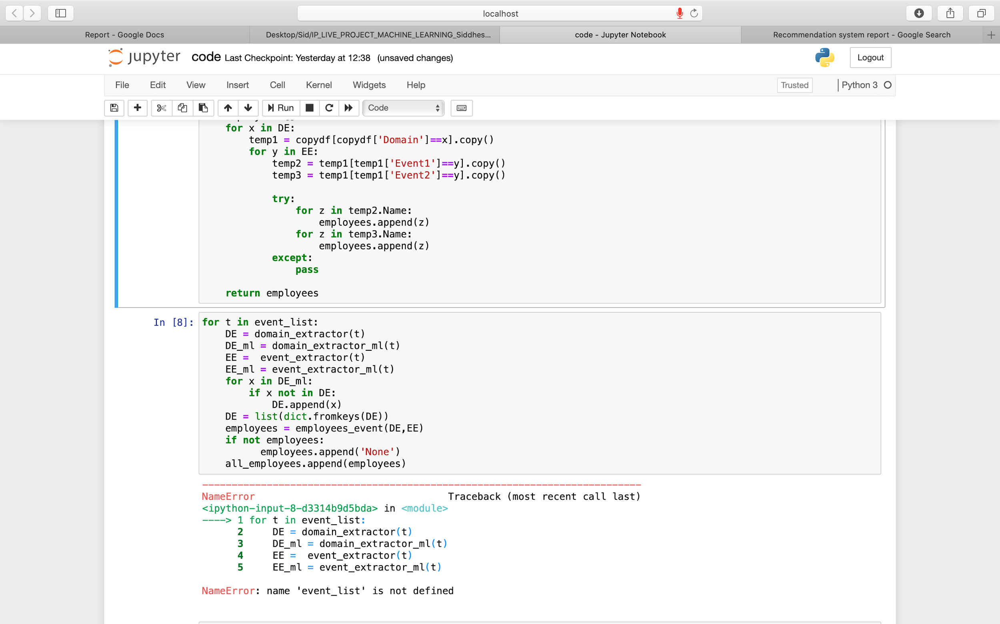 localhost
Report - Google Docs
Desktop/Sid/IP_LIVE_PROJECT_MACHINE_LEARNING_Siddhes...
code - Jupyter Notebook
Recommendation system report - Google Search
jupyter code Last Checkpoint: Yesterday at 12:38 (unsaved changes)
Logout
File Edit View Insert Cell Kernel Widgets Help
Trusted
Python 3
Run
Code
for x in DE:
temp1 = copydf[copydf['Domain']==x].copy()
for y in EE:
temp2 = temp1[temp1['Event1']==y].copy()
temp3 = temp1[temp1['Event2']==y].copy()
try:
for z in temp2.Name:
employees.append(z)
for z in temp3.Name:
employees.append(z)
except:
pass
return employees
In [8]: for t in event_list:
DE = domain_extractor(t)
DE_ml = domain_extractor_ml(t)
EE =  event_extractor(t)
EE_ml = event_extractor_ml(t)
for x in DE_ml:
if x not in DE:
DE.append(x)
DE = list(dict.fromkeys(DE))
employees = employees_event(DE,EE)
if not employees:
employees.append('None')
all_employees.append(employees)
---------------------------------------------------------------------------
NameError                                 Traceback (most recent call last)
<ipython-input-8-d3314b9d5bda> in <module>
----> 1 for t in event_list:
2     DE = domain_extractor(t)
3     DE_ml = domain_extractor_ml(t)
4     EE =  event_extractor(t)
5     EE_ml = event_extractor_ml(t)
NameError: name 'event_list' is not defined